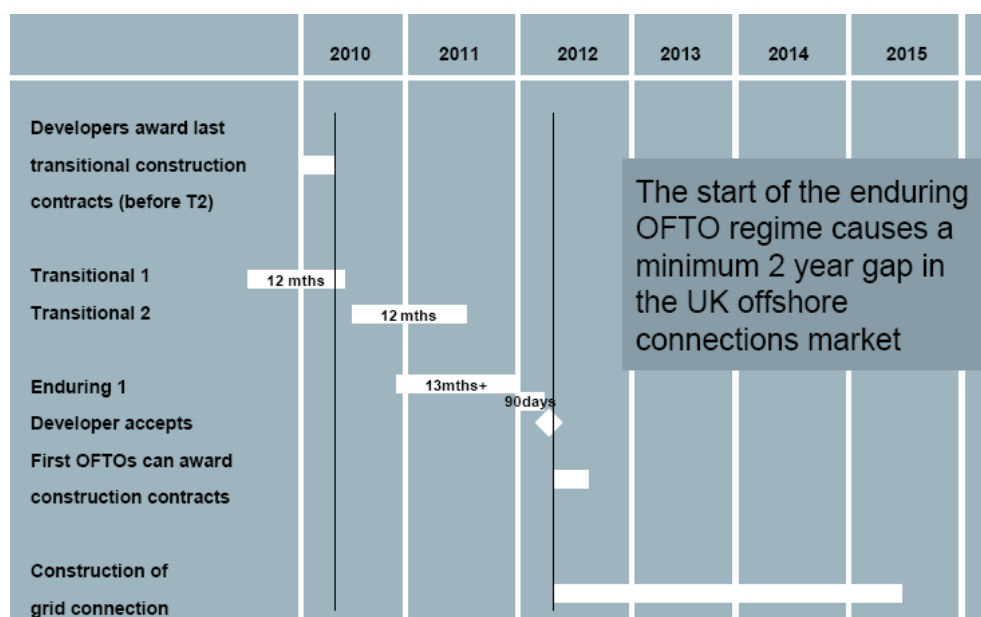 2010 2011 2012 2013 2014 2015
Developers award last
transitional construction
contracts (before T2)
The start of the enduring
OFTO regime causes a
minimum 2 year gap in
the UK offshore
connections market
Transitional 1
12 mths
Transitional 2
12 mths
Enduring 1
13mths+
90days
Developer accepts
First OFTOs can award
construction contracts
Construction of
grid connection